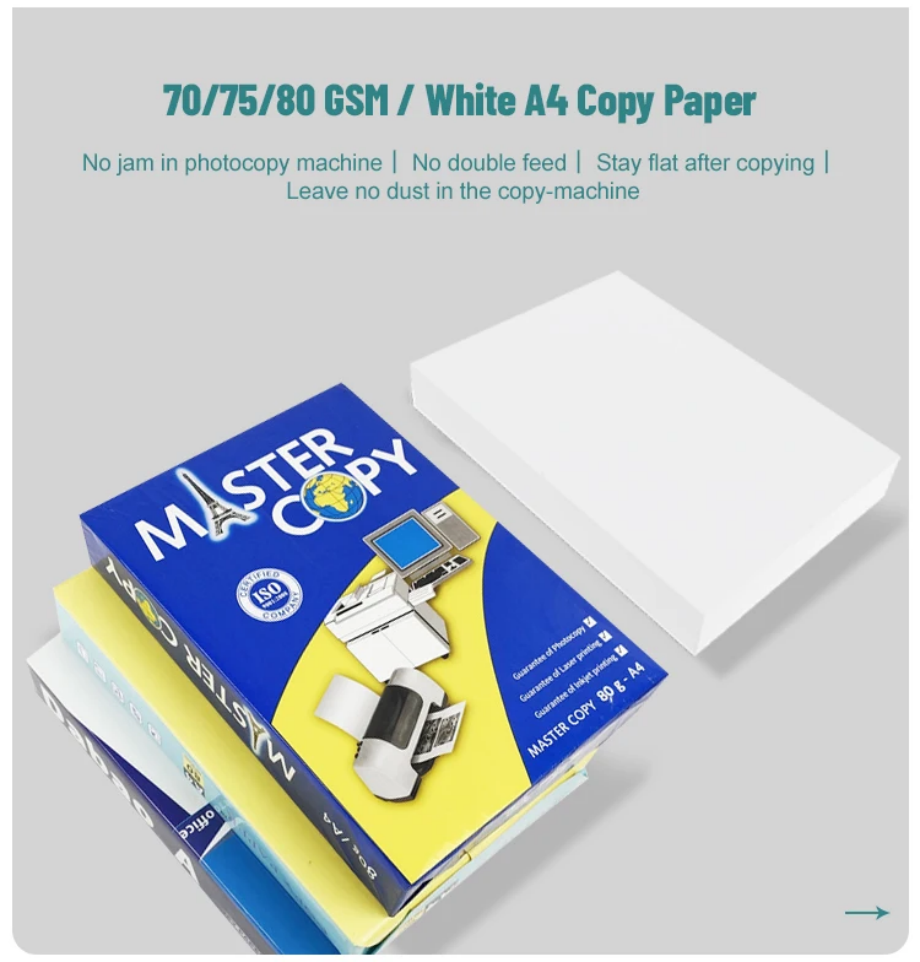 70/75/80 GSM / White A4 Copy Paper
No jam in photocopy machine | No double feed | Stay flat after copying |
Leave no dust in the copy-machine
MASTER
COPY
CERTIFIED
ISO
COMPANY
Guarantee of Photocopy
Guarantee of Laser printing
Guarantee of Inkjet printing
MASTER COPY 80 g - A4
MASTER COPY
80g / A4
office